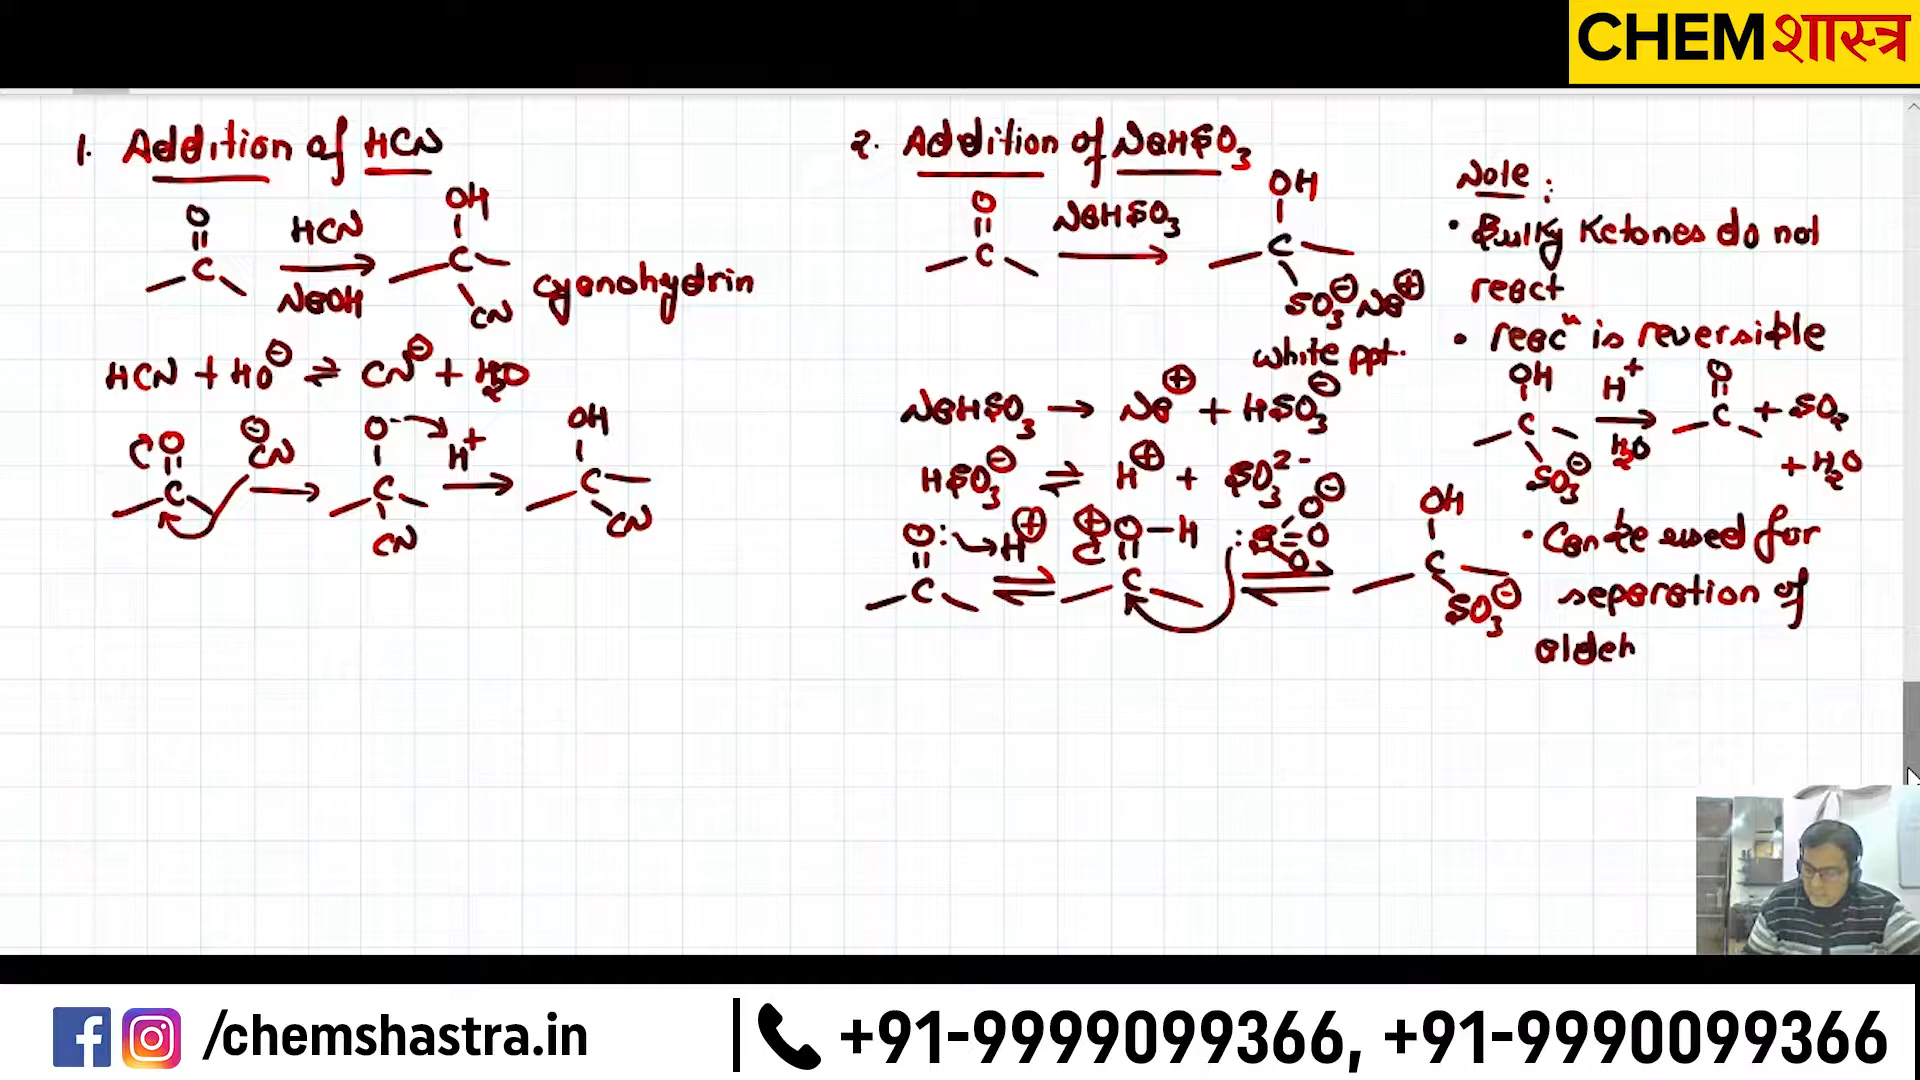 CHEMशास्त्र
1. Addition of HCN
O
||
C
HCN
NaOH
OH
C
CN
cyanohydrin
HCN + HO⊖ ⇌ CN⊖ + H2O
O
||
C
⊖
CN
O-
C
CN
H+
OH
C
CN
2. Addition of NaHSO3
O
||
C
NaHSO3
OH
C
SO3⊖ Na⊕
white ppt.
NaHSO3 → Na⊕ + HSO3⊖
HSO3⊖ ⇌ H⊕ + SO3 2-
O:
||
C
H⊕
⊕O-H
||
C
:S=O
O⊖
O
OH
C
SO3⊖
Note :
• Bulky Ketones do not
react
• reacn is reversible
OH
C
SO3⊖
H+
H2O
O
||
C
+ SO2
+ H2O
• Can be used for
separation of
aldeh
/chemshastra.in
+91-9999099366, +91-9990099366